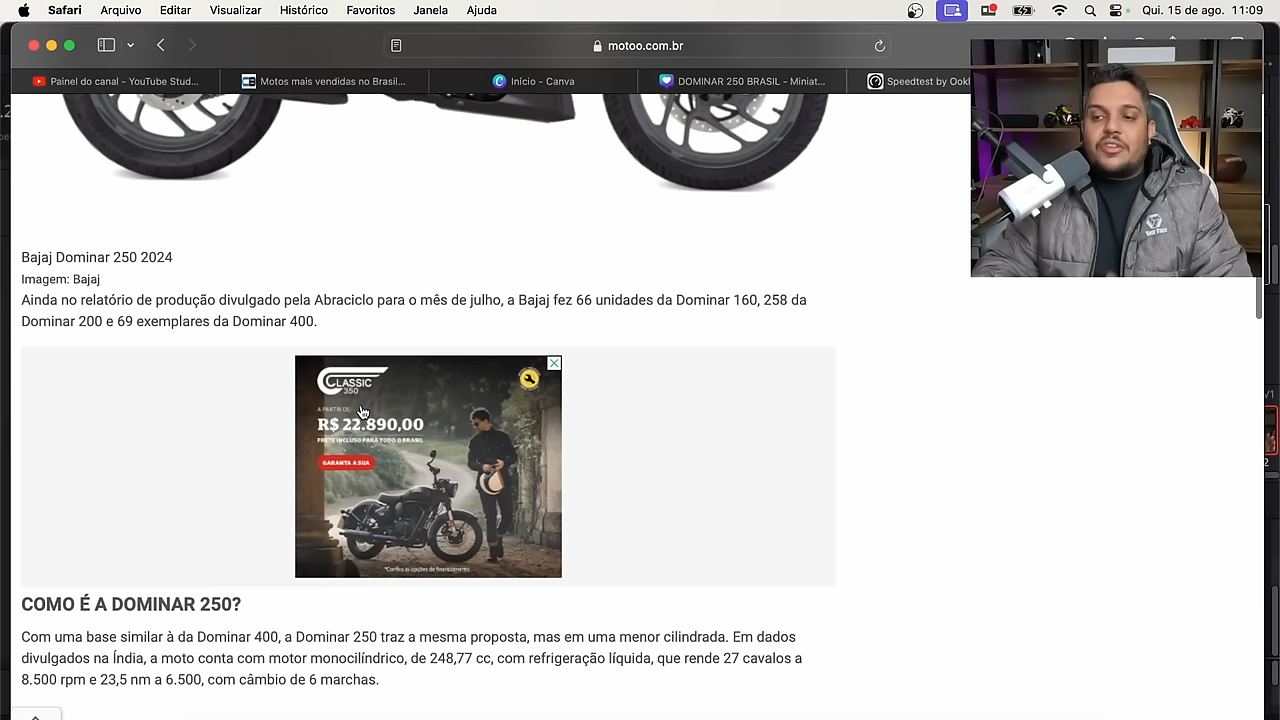 Safari Arquivo Editar Visualizar Histórico Favoritos Janela Ajuda Qui. 15 de ago. 11:09
motoo.com.br
Painel do canal - YouTube Stud... Motos mais vendidas no Brasil... Início - Canva DOMINAR 250 BRASIL - Miniat... Speedtest by Ookl
Bajaj Dominar 250 2024
Imagem: Bajaj
Ainda no relatório de produção divulgado pela Abraciclo para o mês de julho, a Bajaj fez 66 unidades da Dominar 160, 258 da
Dominar 200 e 69 exemplares da Dominar 400.
CLASSIC
350
A PARTIR DE:
R$ 22.890,00
FRETE INCLUSO PARA TODO O BRASIL
GARANTA A SUA
*Confira as opções de financiamento
COMO É A DOMINAR 250?
Com uma base similar à da Dominar 400, a Dominar 250 traz a mesma proposta, mas em uma menor cilindrada. Em dados
divulgados na Índia, a moto conta com motor monocilíndrico, de 248,77 cc, com refrigeração líquida, que rende 27 cavalos a
8.500 rpm e 23,5 nm a 6.500, com câmbio de 6 marchas.